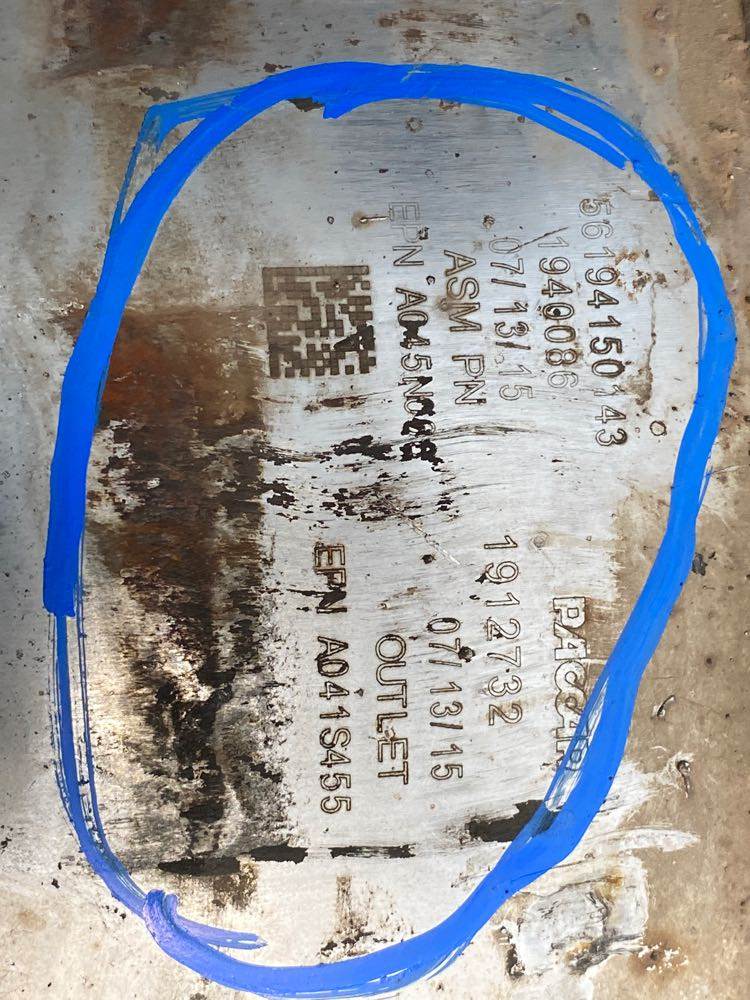 56194150143
1940086
07/13/15
ASM PN
EPN
PACCAR
1912732
07/13/15
OUTLET
EPN A041S455